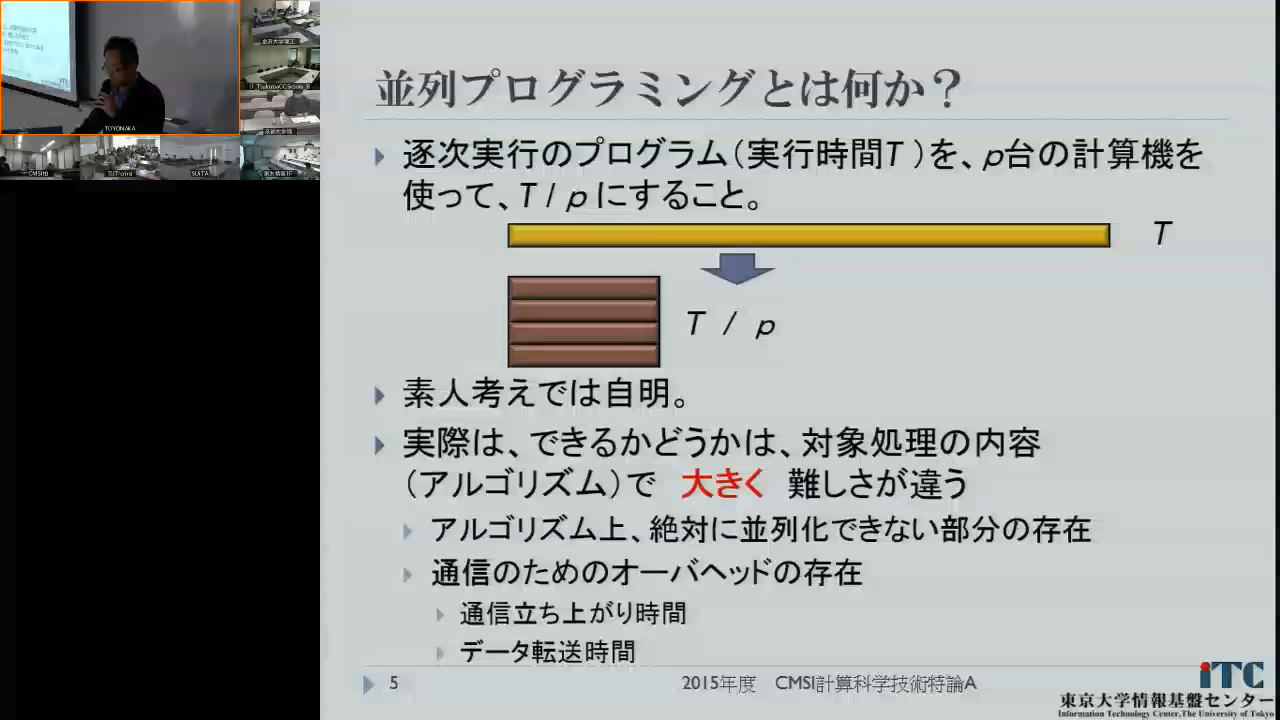 並列プログラミングとは何か？
逐次実行のプログラム（実行時間T ）を、p台の計算機を
使って、T / p にすること。
T
T / p
素人考えでは自明。
実際は、できるかどうかは、対象処理の内容
（アルゴリズム）で 大きく 難しさが違う
アルゴリズム上、絶対に並列化できない部分の存在
通信のためのオーバヘッドの存在
通信立ち上がり時間
データ転送時間
5
2015年度 CMSI計算科学技術特論A
iTC
東京大学情報基盤センター
Information Technology Center, The University of Tokyo
TOYONAKA
SUITA